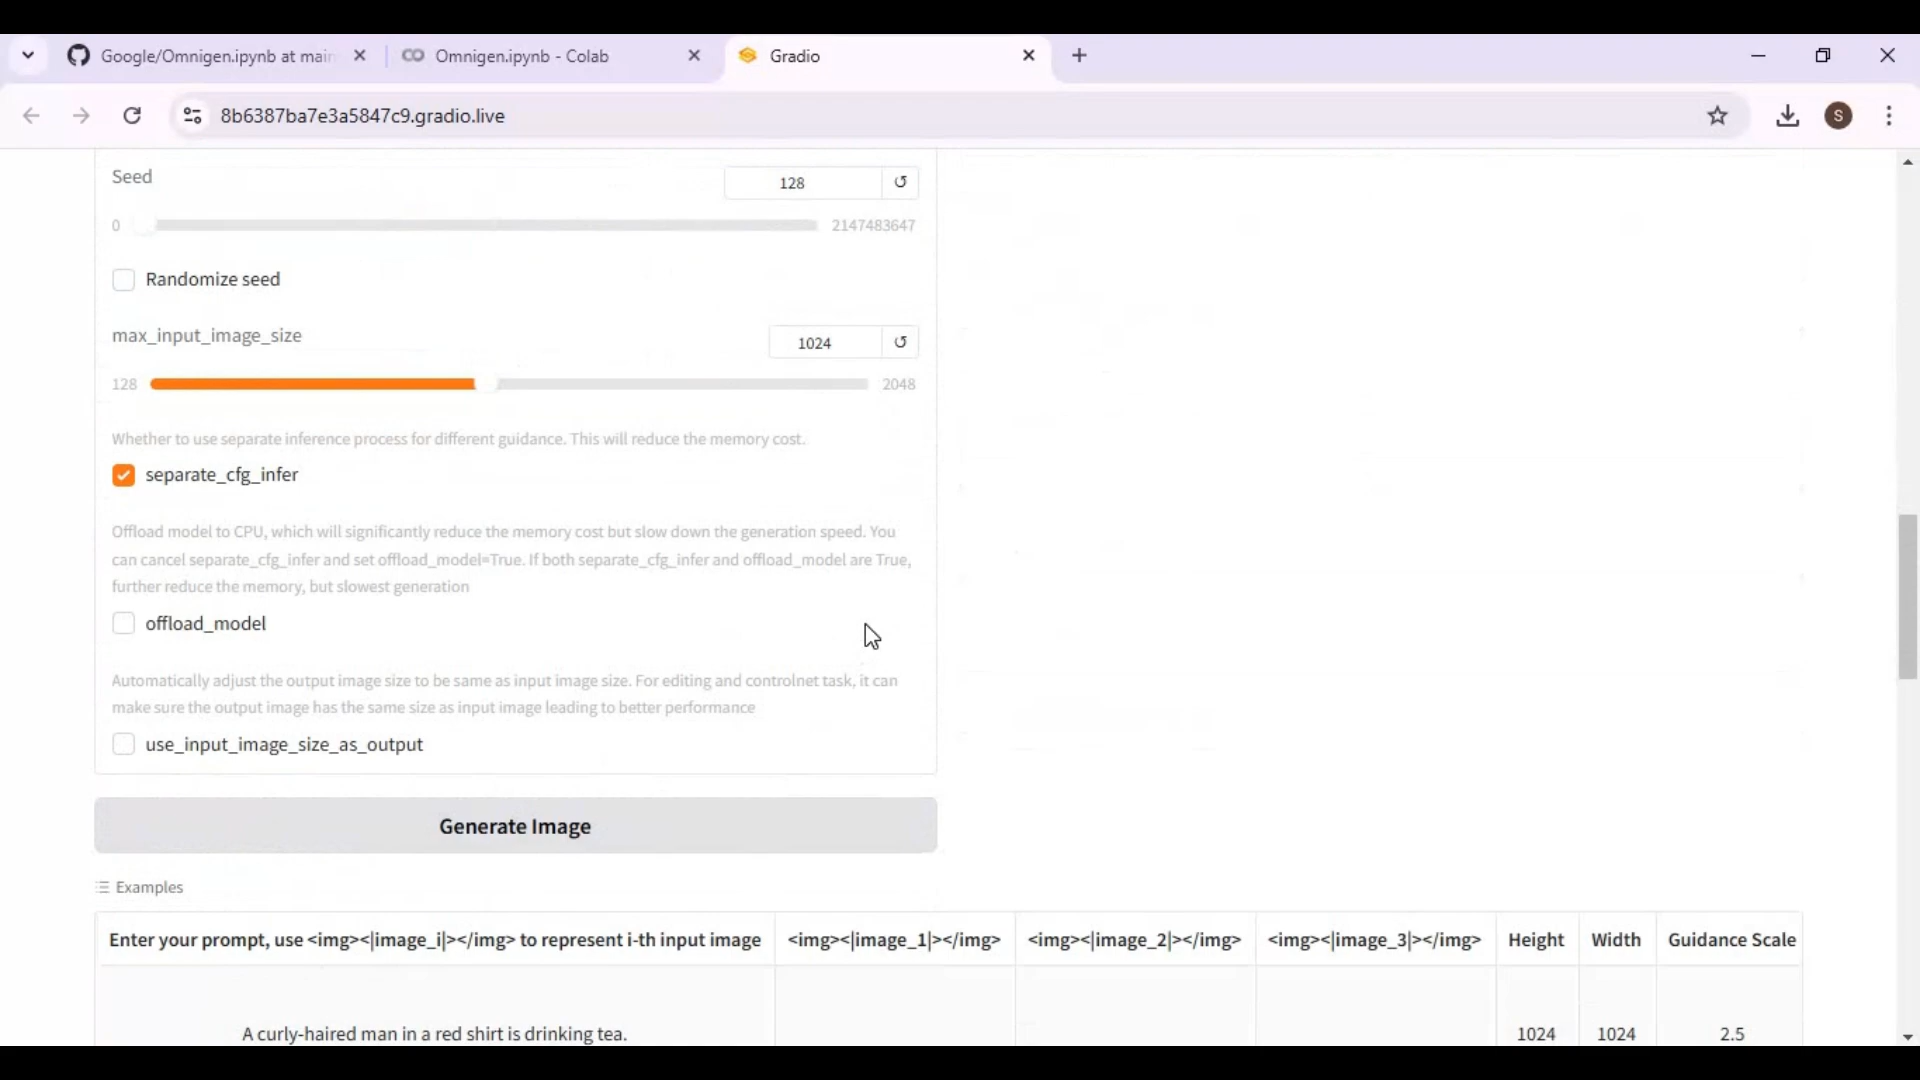 Google/Omnigen.ipynb at main
Omnigen.ipynb - Colab
Gradio
8b6387ba7e3a5847c9.gradio.live
S
Seed
128
0
2147483647
Randomize seed
max_input_image_size
1024
128
2048
Whether to use separate inference process for different guidance. This will reduce the memory cost.
separate_cfg_infer
Offload model to CPU, which will significantly reduce the memory cost but slow down the generation speed. You
can cancel separate_cfg_infer and set offload_model=True. If both separate_cfg_infer and offload_model are True,
further reduce the memory, but slowest generation
offload_model
Automatically adjust the output image size to be same as input image size. For editing and controlnet task, it can
make sure the output image has the same size as input image leading to better performance
use_input_image_size_as_output
Generate Image
Examples
Enter your prompt, use <img><|image_i|></img> to represent i-th input image <img><|image_1|></img> <img><|image_2|></img> <img><|image_3|></img> Height Width Guidance Scale
A curly-haired man in a red shirt is drinking tea. 1024 1024 2.5